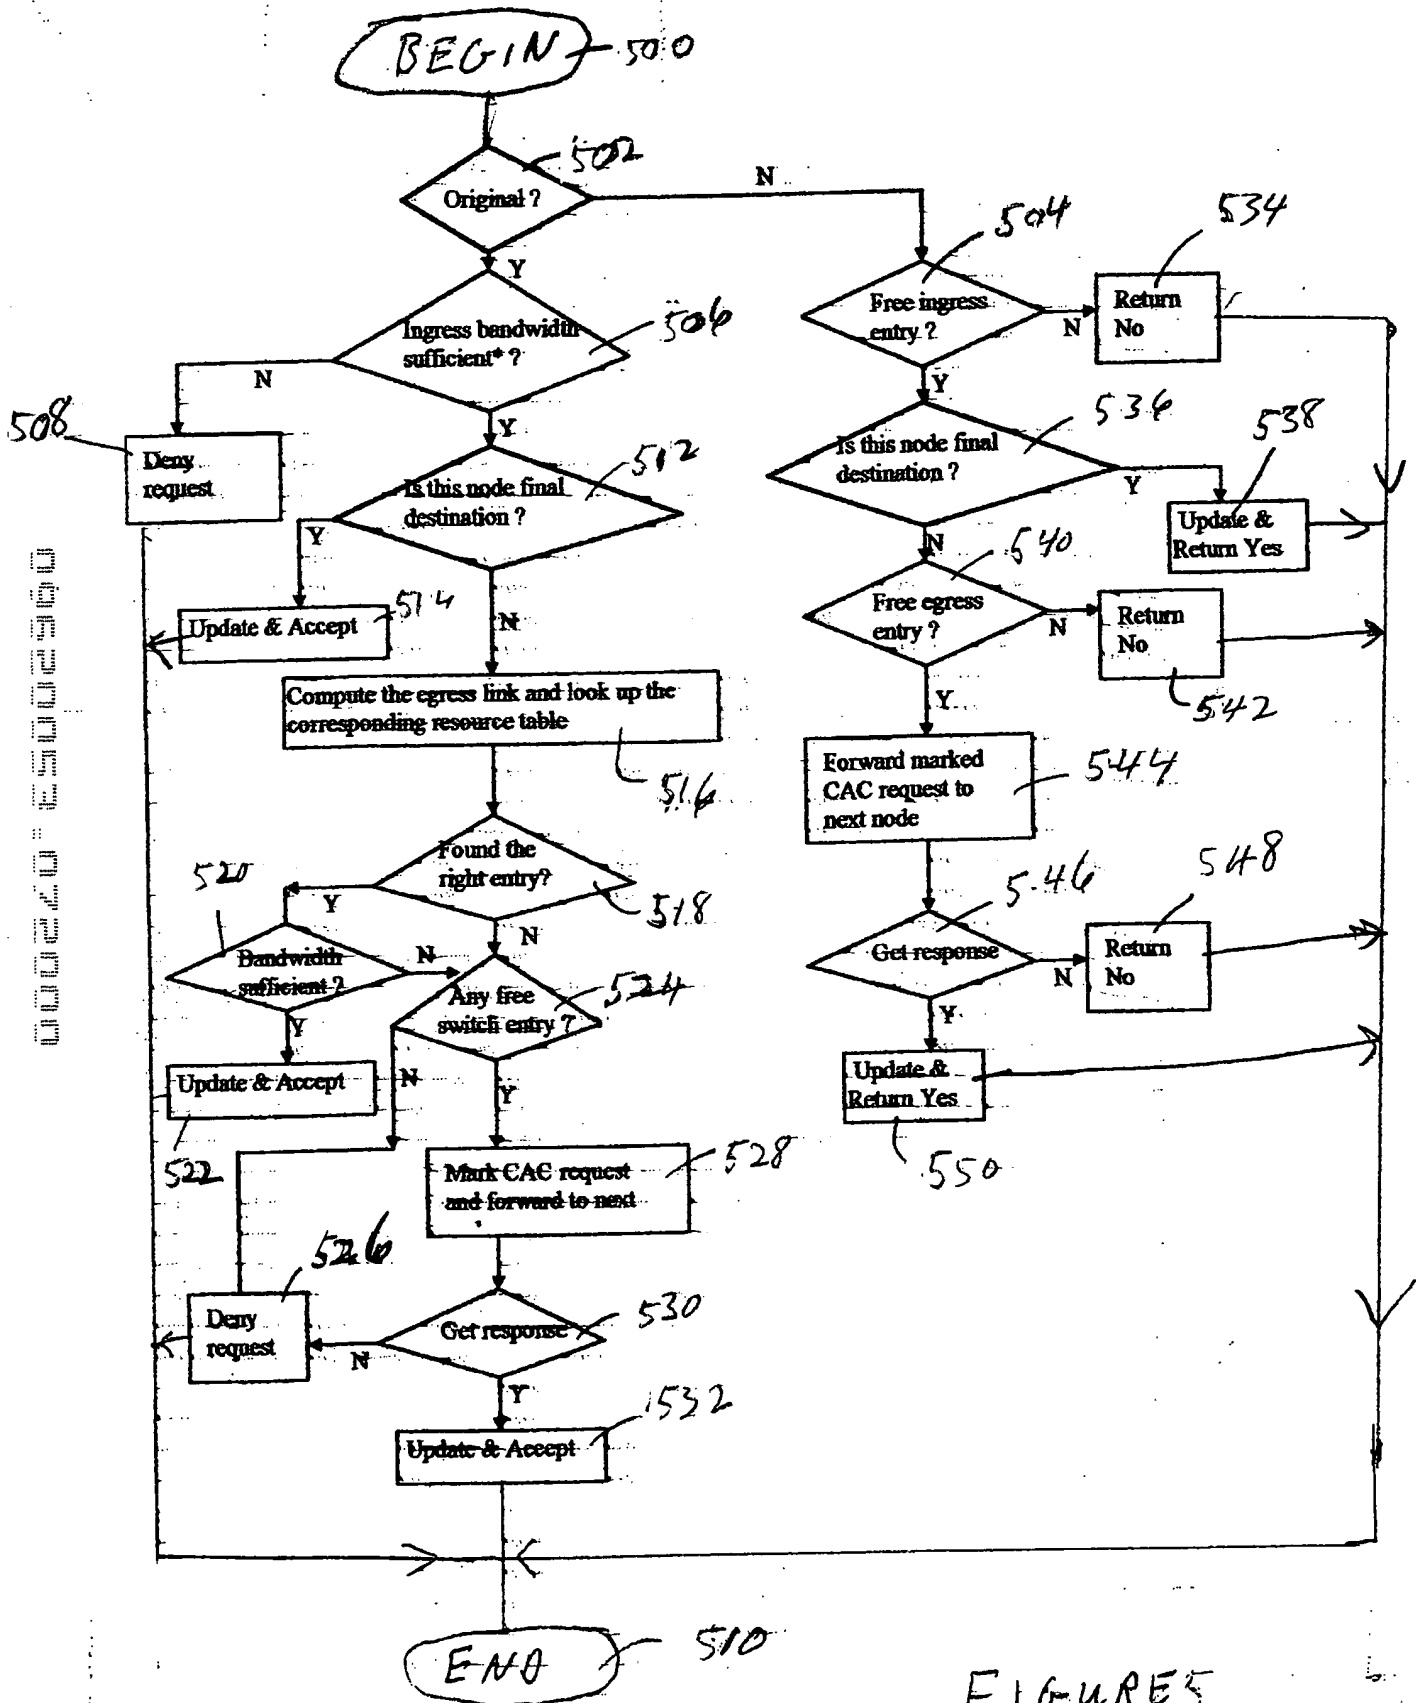 BEGIN
500
502
Original ?
N
Y
504
534
Free ingress
entry ?
N
Return
No
Ingress bandwidth
sufficient* ?
506
N
Y
Y
508
Deny
request
512
Is this node final
destination ?
Y
536
Is this node final
destination ?
Y
538
Update &
Return Yes
N
540
Free egress
entry ?
N
Return
No
542
514
Update & Accept
N
Compute the egress link and look up the
corresponding resource table
516
Y
Forward marked
CAC request to
next node
544
Found the
right entry?
518
520
Y
N
Bandwidth
sufficient ?
N
Y
Any free
switch entry ?
524
546
548
Get response
N
Return
No
Y
Update & Accept
522
N
Y
Update &
Return Yes
550
Mark CAC request
and forward to next
528
526
Deny
request
Get response
530
N
Y
532
Update & Accept
END
510
FIGURE 5